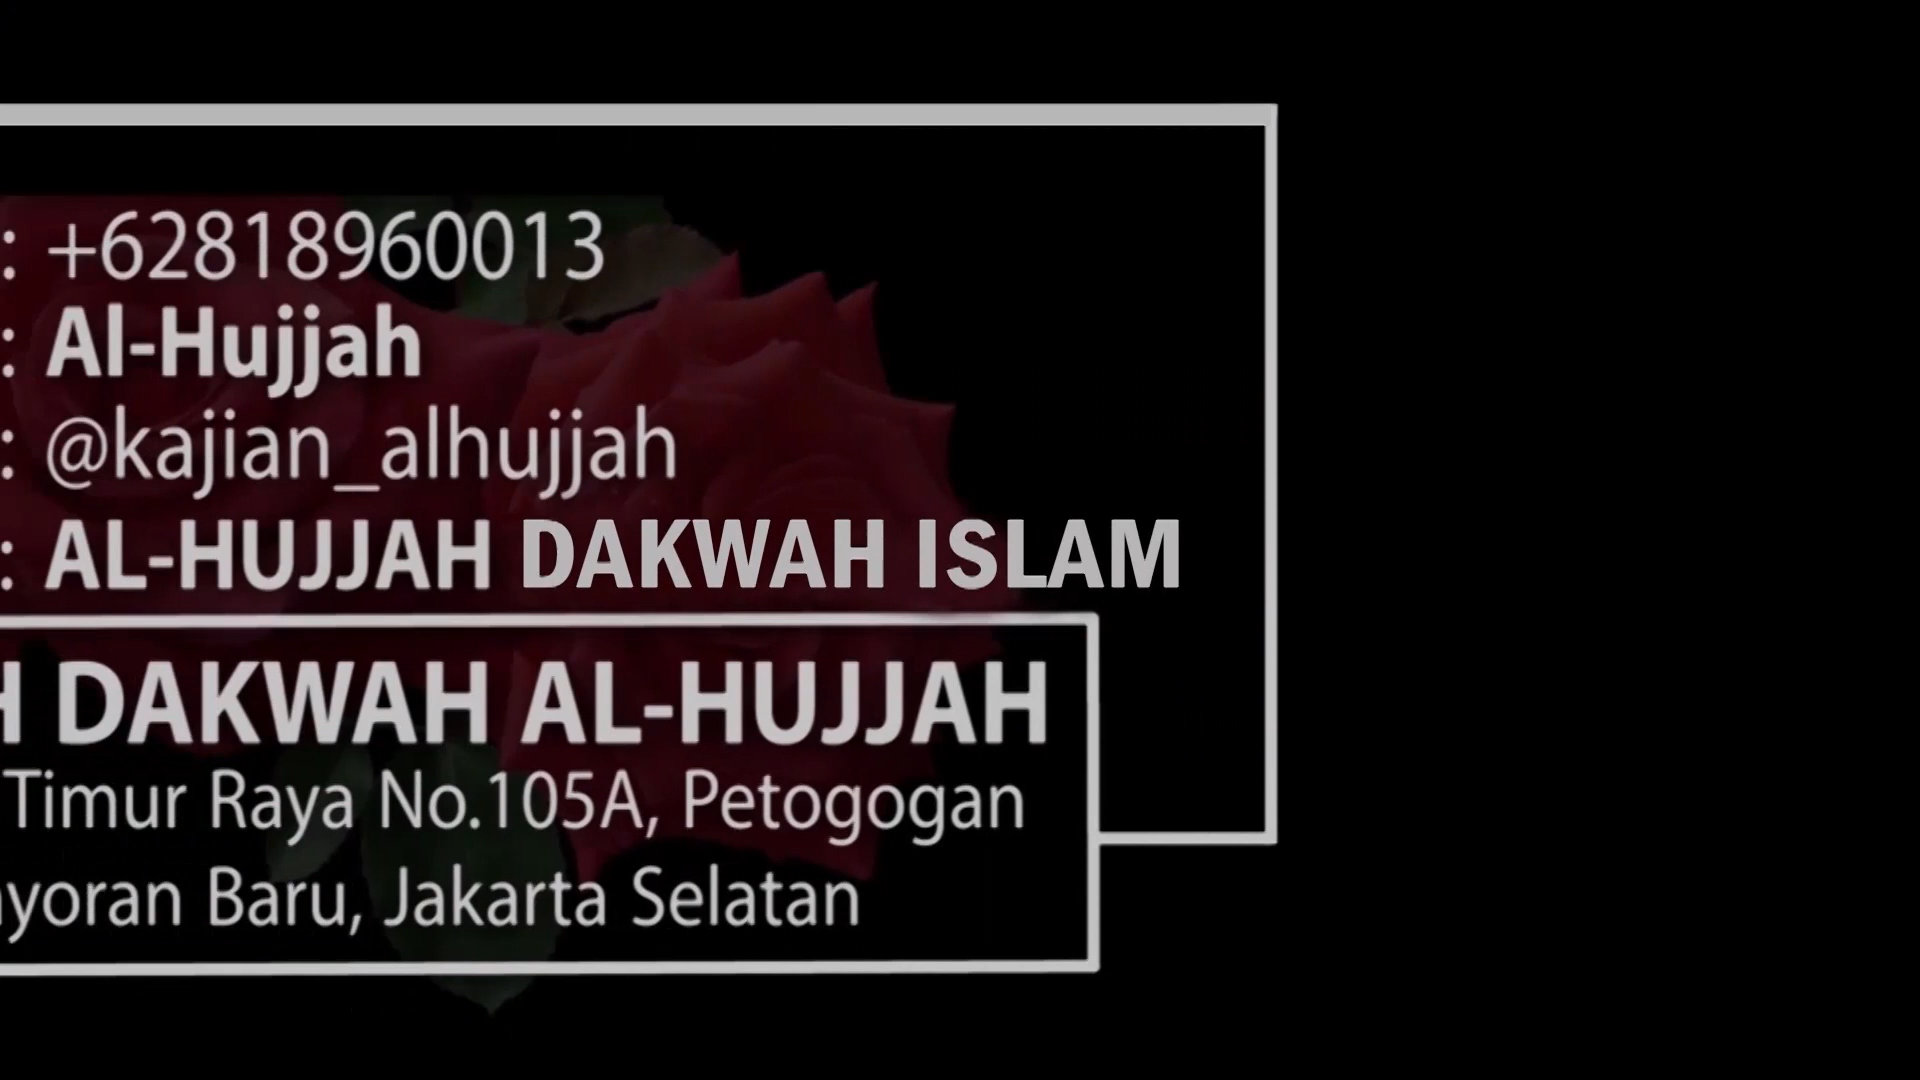 : +62818960013
: Al-Hujjah
: @kajian_alhujjah
: AL-HUJJAH DAKWAH ISLAM
DAKWAH AL-HUJJAH
Timur Raya No.105A, Petogogan
Baru, Jakarta Selatan